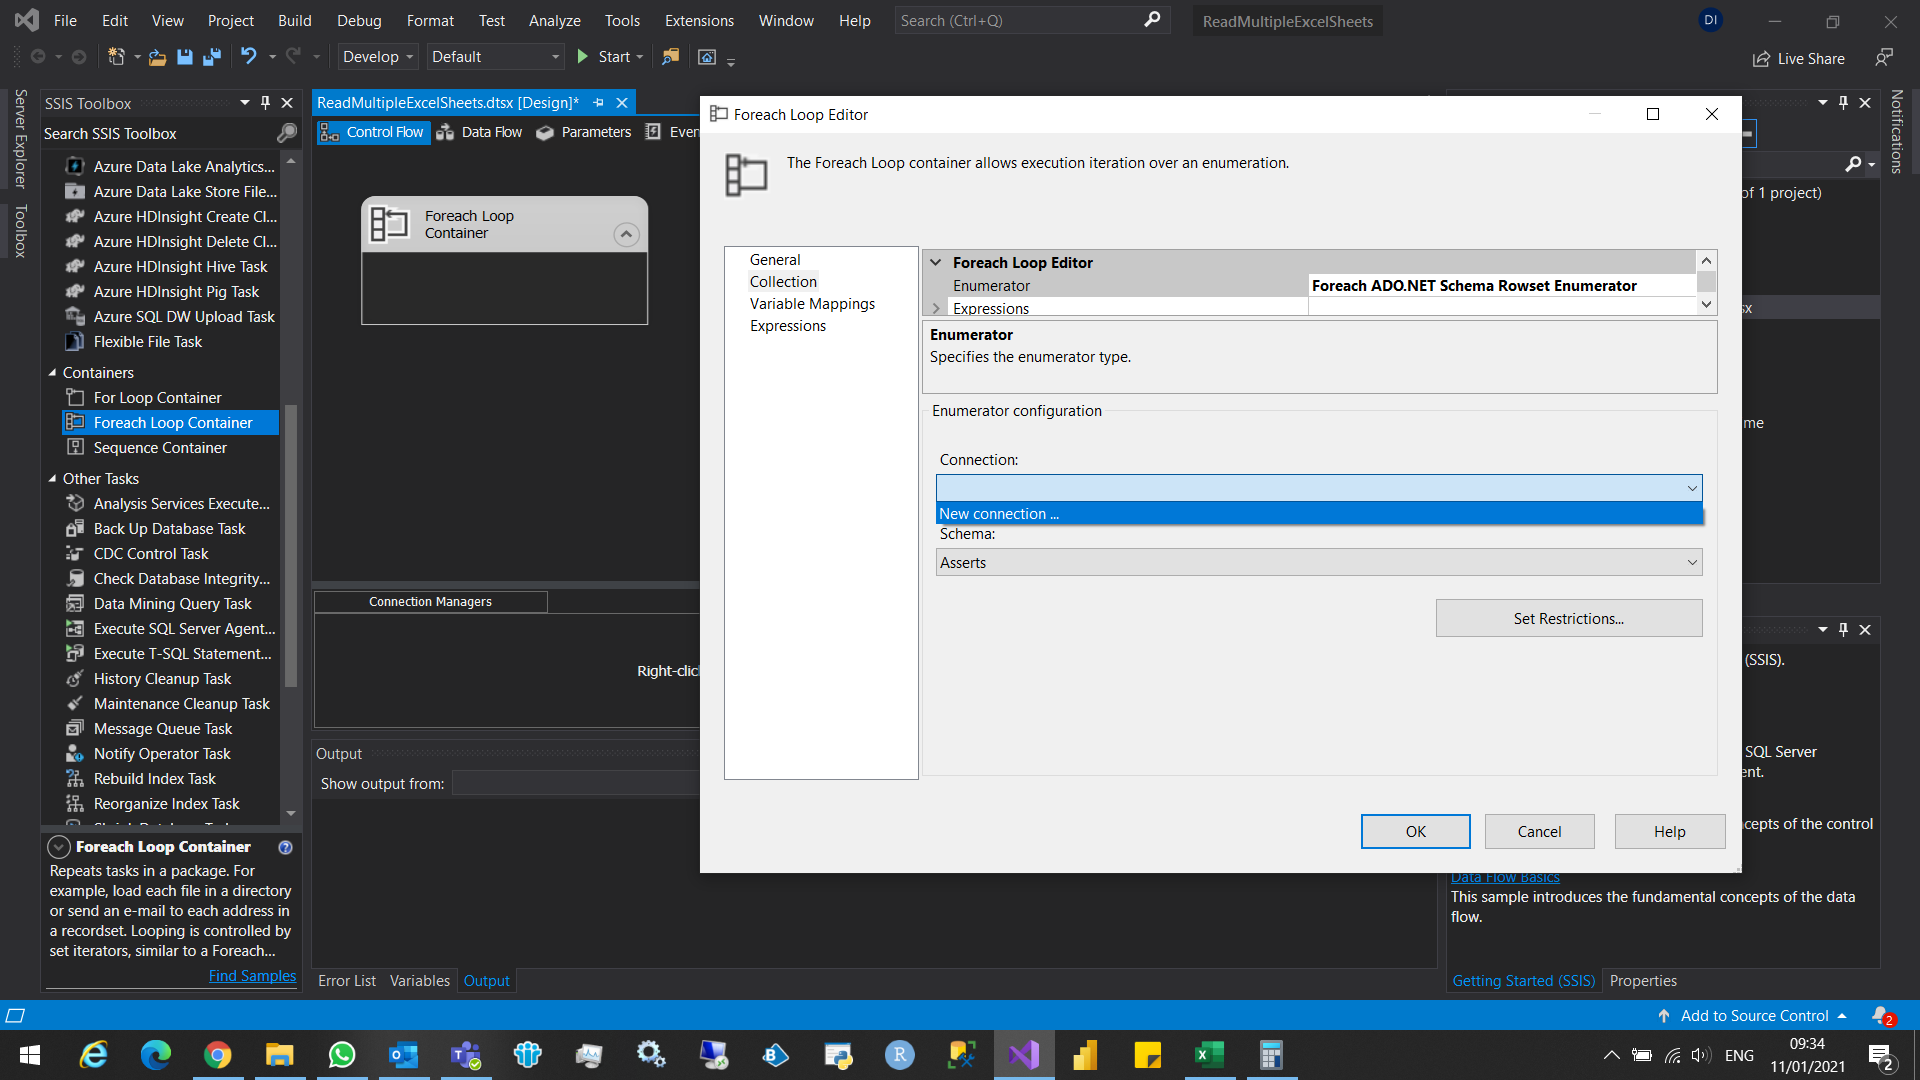 File Edit View Project Build Debug Format Test Analyze Tools Extensions Window Help Search (Ctrl+Q) ReadMultipleExcelSheets DI
Develop Default Start Live Share
Server Explorer
Toolbox
SSIS Toolbox
Search SSIS Toolbox
Azure Data Lake Analytics...
Azure Data Lake Store File...
Azure HDInsight Create Cl...
Azure HDInsight Delete Cl...
Azure HDInsight Hive Task
Azure HDInsight Pig Task
Azure SQL DW Upload Task
Flexible File Task
Containers
For Loop Container
Foreach Loop Container
Sequence Container
Other Tasks
Analysis Services Execute...
Back Up Database Task
CDC Control Task
Check Database Integrity...
Data Mining Query Task
Execute SQL Server Agent...
Execute T-SQL Statement...
History Cleanup Task
Maintenance Cleanup Task
Message Queue Task
Notify Operator Task
Rebuild Index Task
Reorganize Index Task
Foreach Loop Container
Repeats tasks in a package. For
example, load each file in a directory
or send an e-mail to each address in
a recordset. Looping is controlled by
set iterators, similar to a Foreach...
Find Samples
ReadMultipleExcelSheets.dtsx [Design]*
Control Flow Data Flow Parameters Even
Foreach Loop
Container
Connection Managers
Right-clic
Output
Show output from:
Error List Variables Output
Foreach Loop Editor
The Foreach Loop container allows execution iteration over an enumeration.
General
Collection
Variable Mappings
Expressions
Foreach Loop Editor
Enumerator Foreach ADO.NET Schema Rowset Enumerator
Expressions
Enumerator
Specifies the enumerator type.
Enumerator configuration
Connection:
New connection ...
Schema:
Asserts
Set Restrictions...
OK Cancel Help
Notifications
of 1 project)
sx
me
(SSIS).
SQL Server
ent.
cepts of the control
Data Flow Basics
This sample introduces the fundamental concepts of the data
flow.
Getting Started (SSIS) Properties
Add to Source Control 2
ENG 09:34
11/01/2021 2